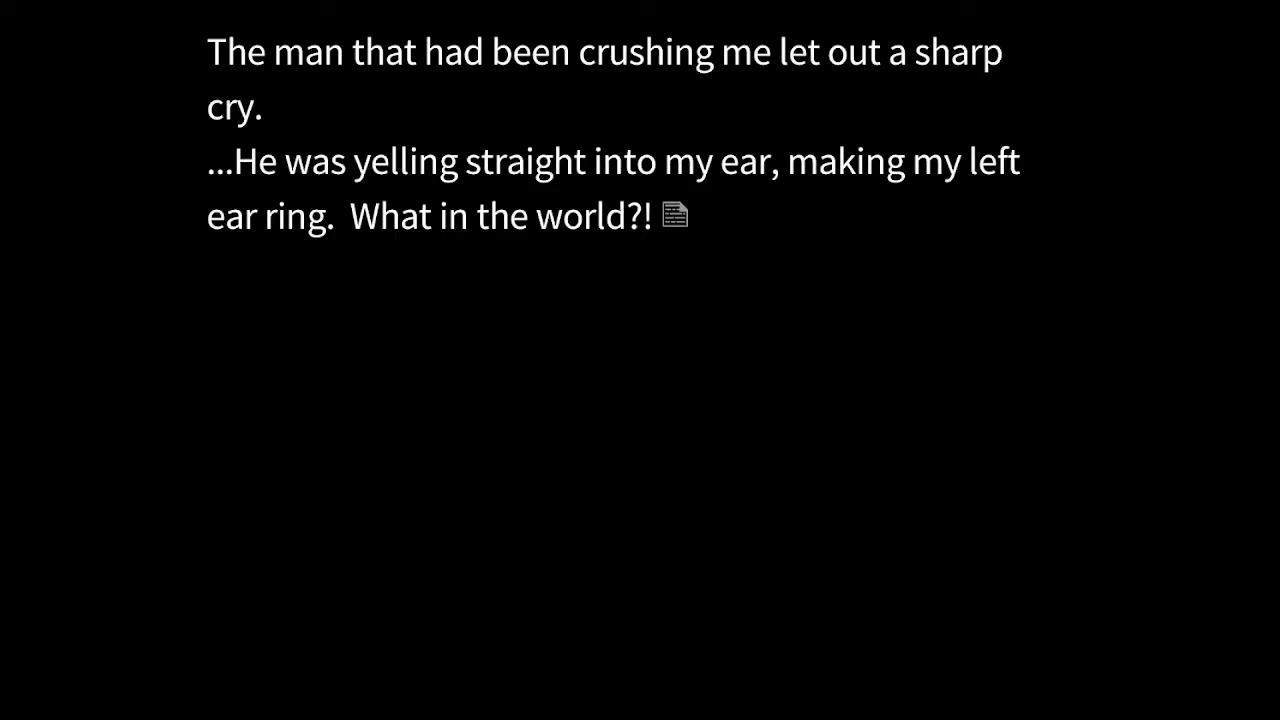 The man that had been crushing me let out a sharp
cry.
...He was yelling straight into my ear, making my left
ear ring.  What in the world?!